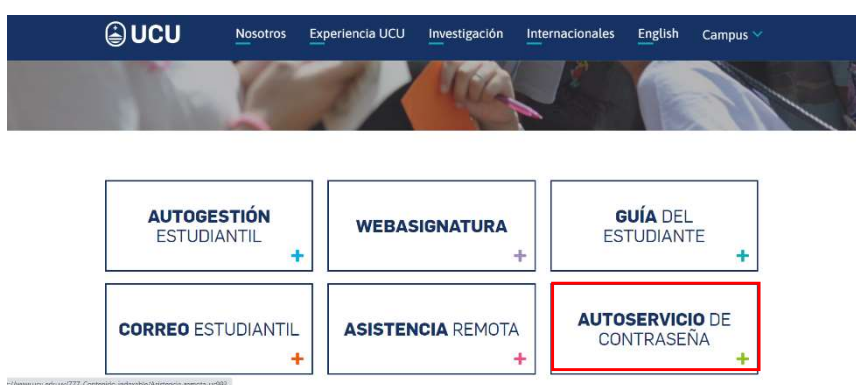 UCU
Nosotros Experiencia UCU Investigación Internacionales English Campus
AUTOGESTIÓN
ESTUDIANTIL
WEBASIGNATURA
GUÍA DEL
ESTUDIANTE
CORREO ESTUDIANTIL
ASISTENCIA REMOTA
AUTOSERVICIO DE
CONTRASEÑA